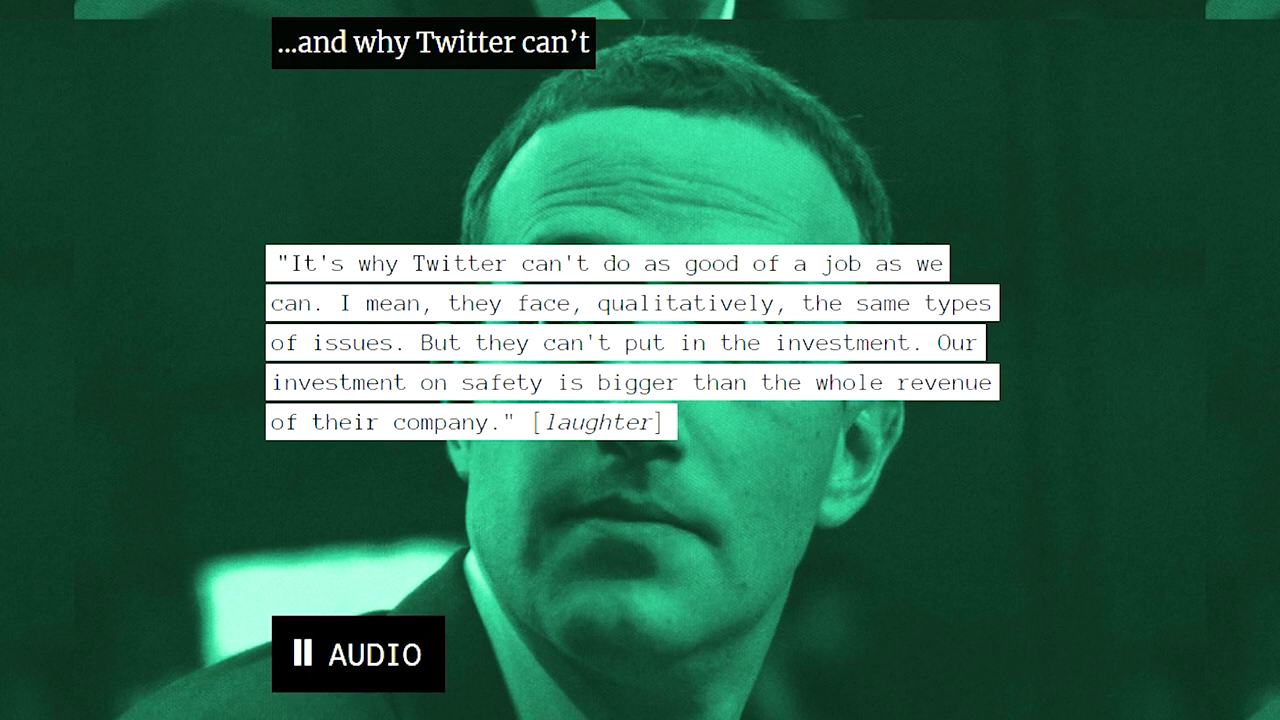 ...and why Twitter can’t
"It's why Twitter can't do as good of a job as we
can. I mean, they face, qualitatively, the same types
of issues. But they can't put in the investment. Our
investment on safety is bigger than the whole revenue
of their company." [laughter]
AUDIO